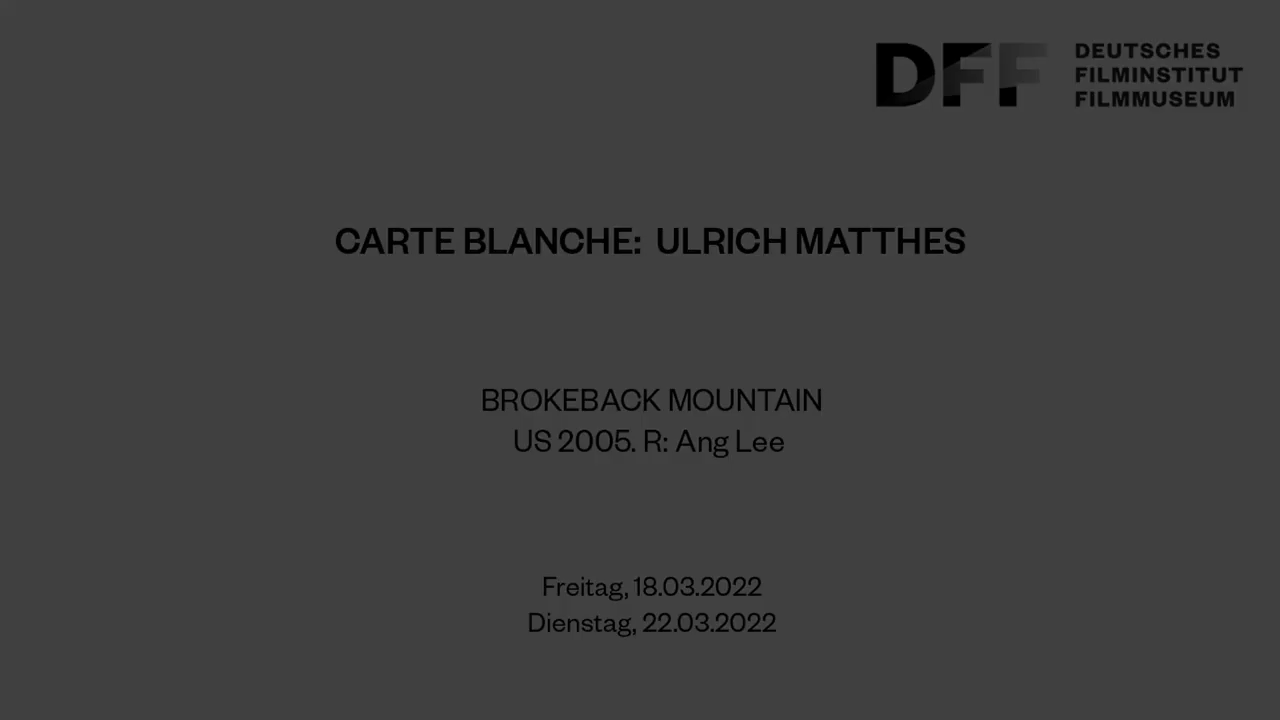 DFF
DEUTSCHES
FILMINSTITUT
FILMMUSEUM
CARTE BLANCHE: ULRICH MATTHES
BROKEBACK MOUNTAIN
US 2005. R: Ang Lee
Freitag, 18.03.2022
Dienstag, 22.03.2022